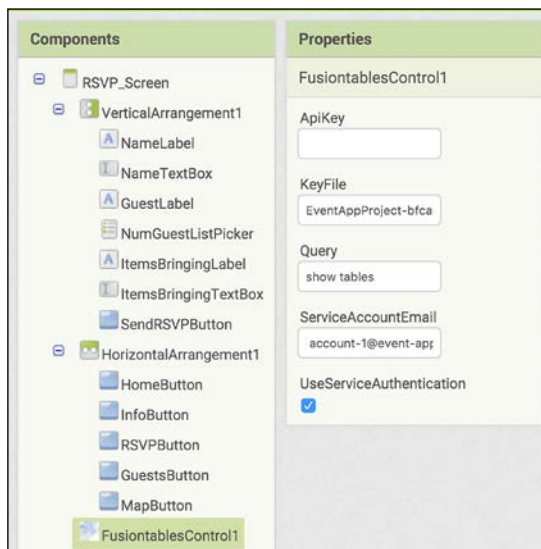 Components
RSVP_Screen
VerticalArrangement1
NameLabel
NameTextBox
GuestLabel
NumGuestListPicker
ItemsBringingLabel
ItemsBringingTextBox
SendRSVPButton
HorizontalArrangement1
HomeButton
InfoButton
RSVPButton
GuestsButton
MapButton
FusiontablesControl1
Properties
FusiontablesControl1
ApiKey
KeyFile
EventAppProject-bfca
Query
show tables
ServiceAccountEmail
account-1@event-app
UseServiceAuthentication